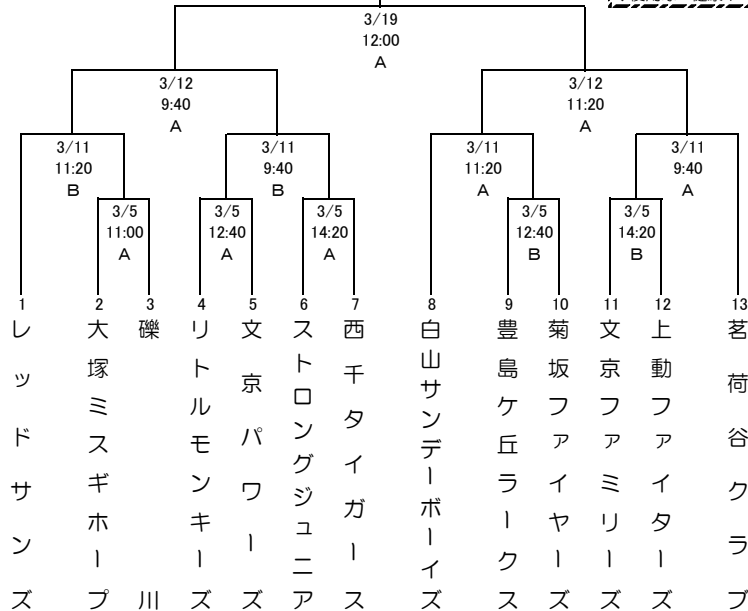 3/19
12:00
A
3/12
9:40
A
3/12
11:20
A
3/11
11:20
B
3/11
9:40
B
3/11
11:20
A
3/11
9:40
A
3/5
11:00
A
3/5
12:40
A
3/5
14:20
A
3/5
12:40
B
3/5
14:20
B
1 2 3 4 5 6 7 8 9 10 11 12 13
レッドサンズ
大塚ミスギホープ
礫川
リトルモンキーズ
文京パワーズ
ストロングジュニア
西千タイガース
白山サンデーボーイズ
豊島ケ丘ラークス
菊坂ファイヤーズ
文京ファミリーズ
上動ファイターズ
茗荷谷クラブ